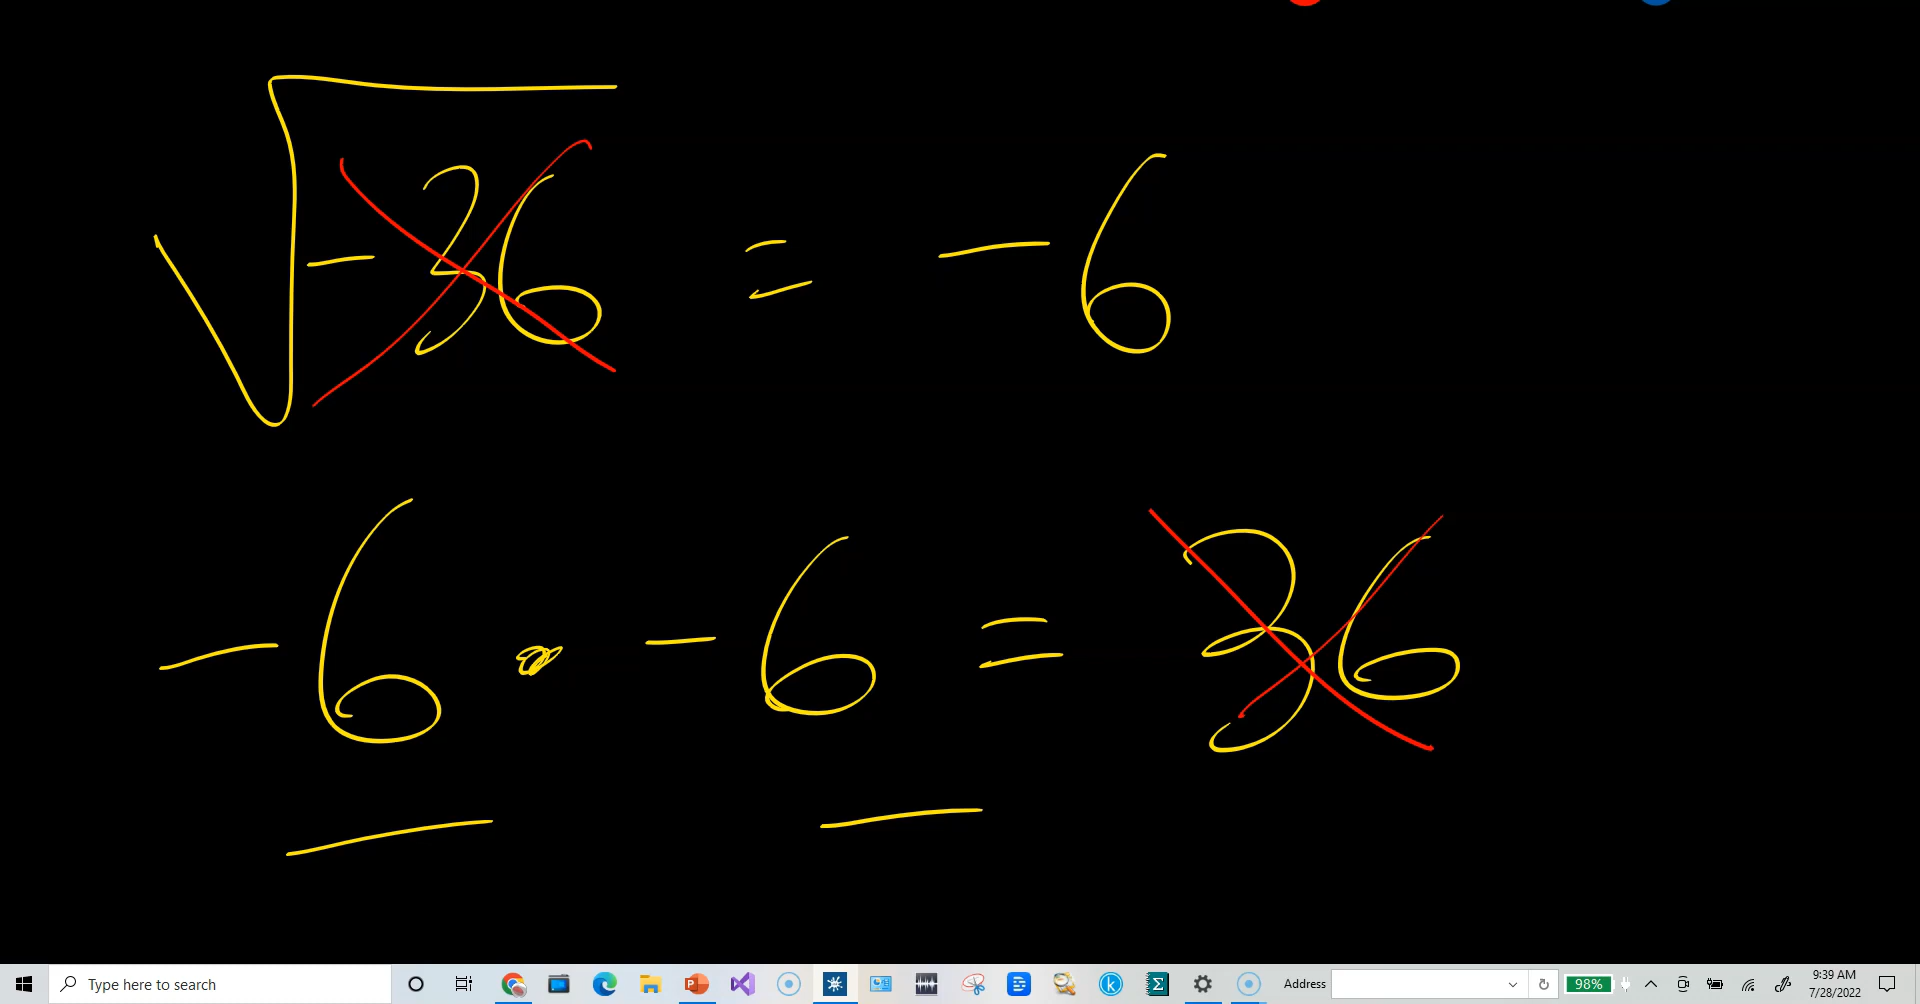 √-36 = -6
-6 · -6 = 36
Type here to search
Address
98%
9:39 AM
7/28/2022